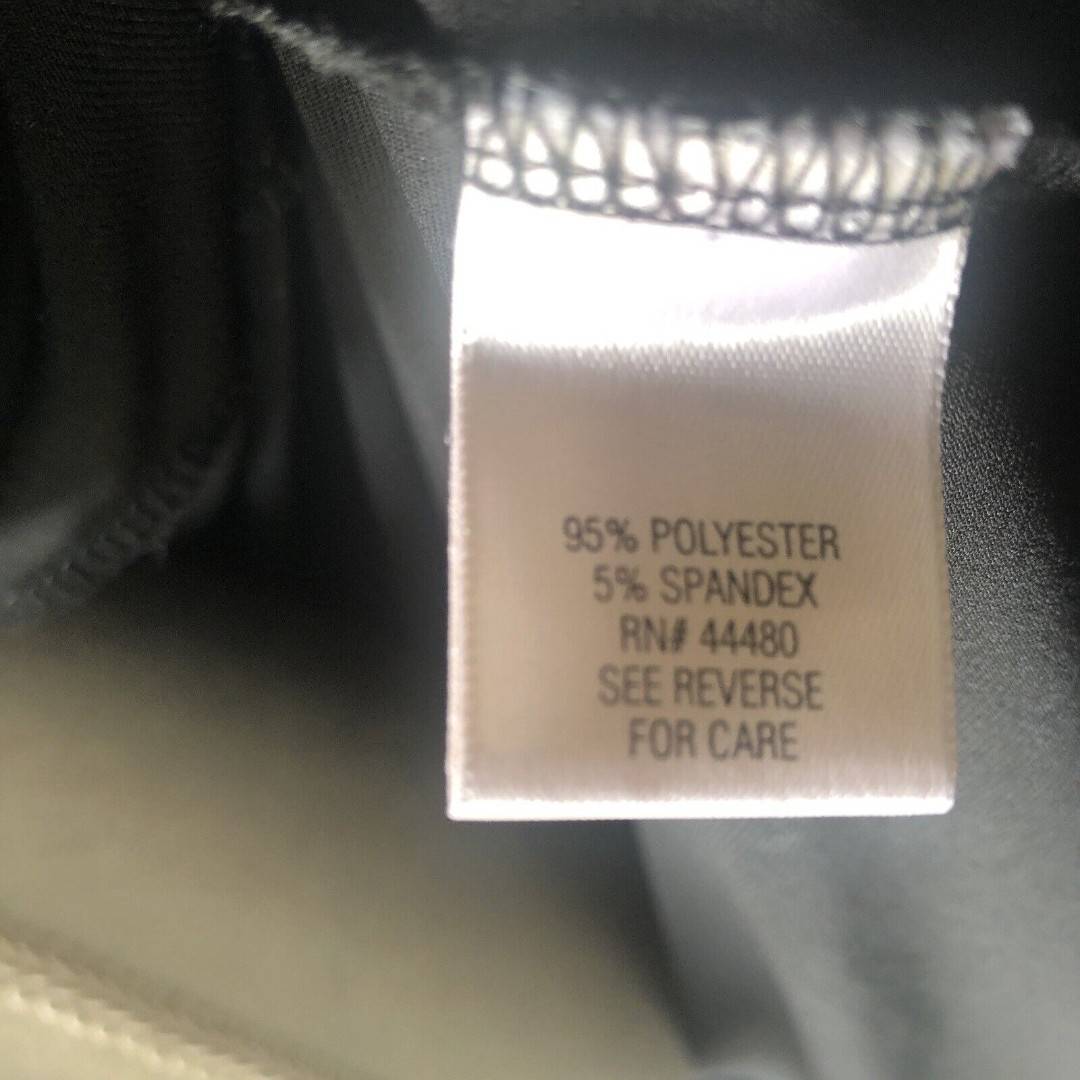 95% POLYESTER
5% SPANDEX
RN# 44480
SEE REVERSE
FOR CARE